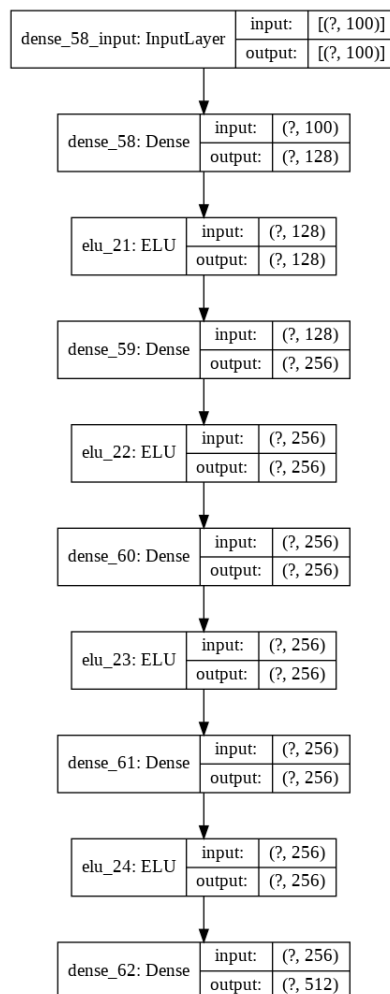 dense_58_input: InputLayer
input: [(?, 100)]
output: [(?, 100)]
dense_58: Dense
input: (?, 100)
output: (?, 128)
elu_21: ELU
input: (?, 128)
output: (?, 128)
dense_59: Dense
input: (?, 128)
output: (?, 256)
elu_22: ELU
input: (?, 256)
output: (?, 256)
dense_60: Dense
input: (?, 256)
output: (?, 256)
elu_23: ELU
input: (?, 256)
output: (?, 256)
dense_61: Dense
input: (?, 256)
output: (?, 256)
elu_24: ELU
input: (?, 256)
output: (?, 256)
dense_62: Dense
input: (?, 256)
output: (?, 512)